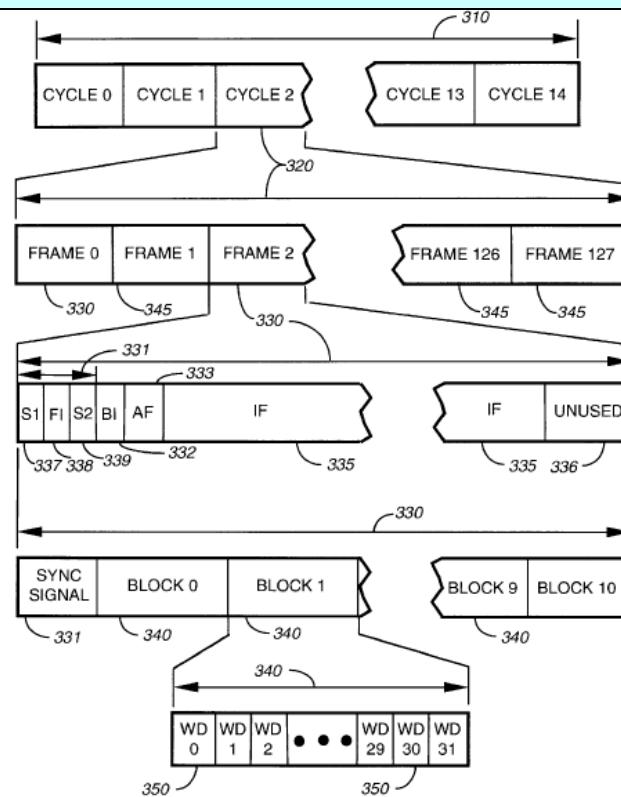 310
CYCLE 0 CYCLE 1 CYCLE 2 CYCLE 13 CYCLE 14
320
FRAME 0 FRAME 1 FRAME 2 FRAME 126 FRAME 127
330 345 330 345 345
331 333
S1 FI S2 BI AF IF IF UNUSED
337 338 339 332 335 335 336
330
SYNC
SIGNAL BLOCK 0 BLOCK 1 BLOCK 9 BLOCK 10
331 340 340 340
340
WD WD WD WD WD WD
0 1 2 29 30 31
350 350